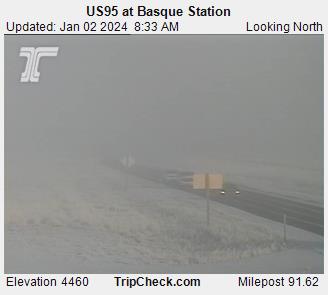 US95 at Basque Station
Updated: Jan 02 2024 8:33 AM Looking North
Elevation 4460 TripCheck.com Milepost 91.62